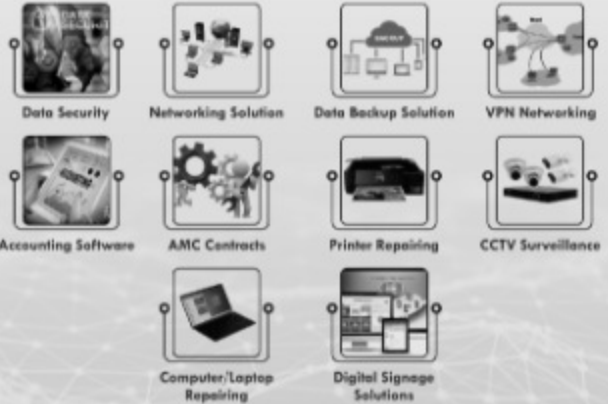 Data Security
Networking Solution
Data Backup Solution
VPN Networking
Accounting Software
AMC Contracts
Printer Repairing
CCTV Surveillance
Computer/Laptop
Repairing
Digital Signage
Solutions